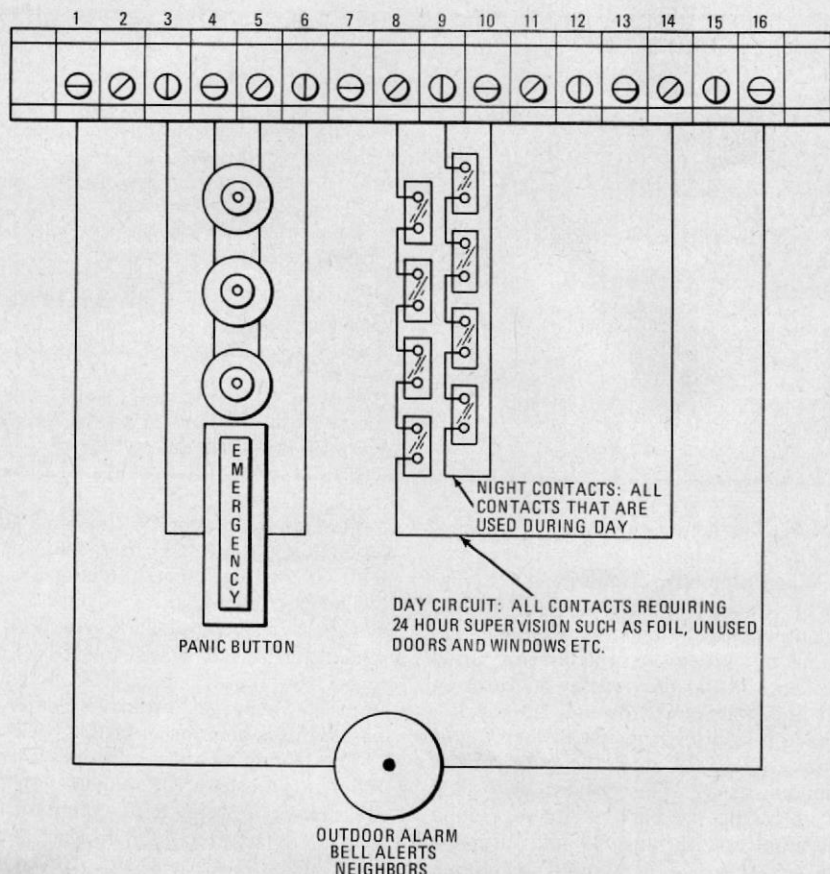 1 2 3 4 5 6 7 8 9 10 11 12 13 14 15 16
EMERGENCY
PANIC BUTTON
NIGHT CONTACTS: ALL
CONTACTS THAT ARE
USED DURING DAY
DAY CIRCUIT: ALL CONTACTS REQUIRING
24 HOUR SUPERVISION SUCH AS FOIL, UNUSED
DOORS AND WINDOWS ETC.
OUTDOOR ALARM
BELL ALERTS
NEIGHBORS